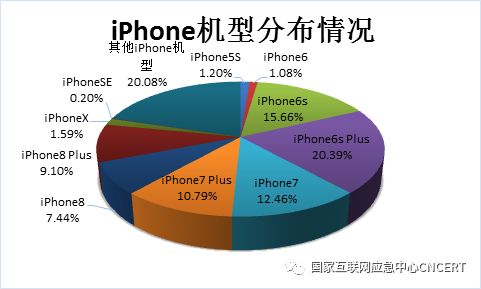 iPhone机型分布情况
其他iPhone机
型
20.08%
iPhone5S
1.20%
iPhone6
1.08%
iPhone6s
15.66%
iPhone6s Plus
20.39%
iPhone7
12.46%
iPhone7 Plus
10.79%
iPhone8
7.44%
iPhone8 Plus
9.10%
iPhoneX
1.59%
iPhoneSE
0.20%
国家互联网应急中心CNCERT